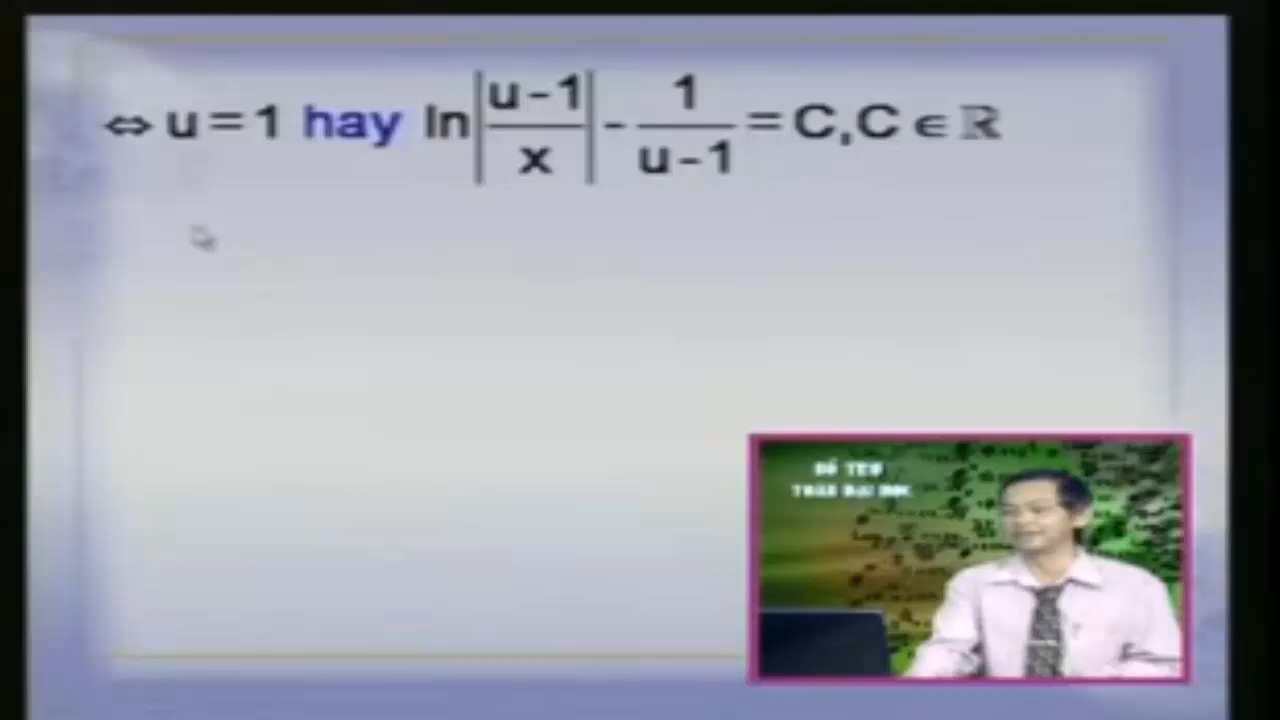 ⇔ u = 1 hay ln|(u - 1)/x| - 1/(u - 1) = C, C ∈ ℝ